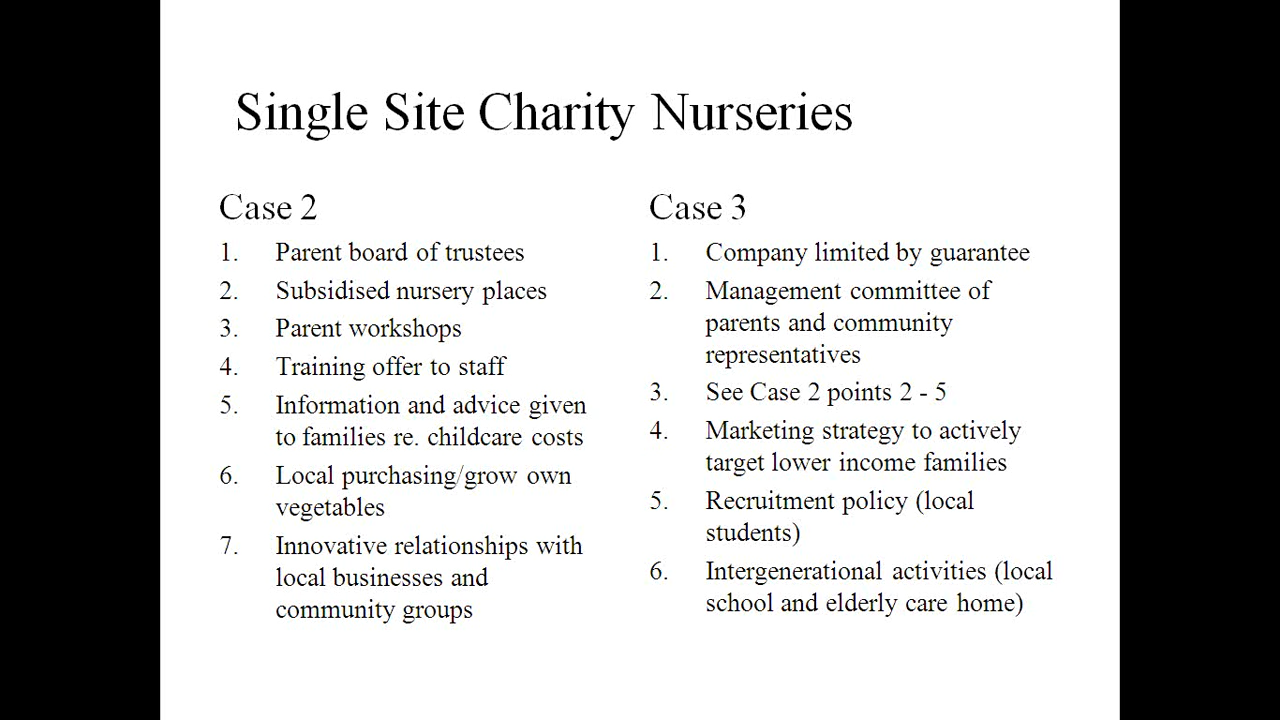 Single Site Charity Nurseries
Case 2
1. Parent board of trustees
2. Subsidised nursery places
3. Parent workshops
4. Training offer to staff
5. Information and advice given
to families re. childcare costs
6. Local purchasing/grow own
vegetables
7. Innovative relationships with
local businesses and
community groups
Case 3
1. Company limited by guarantee
2. Management committee of
parents and community
representatives
3. See Case 2 points 2 - 5
4. Marketing strategy to actively
target lower income families
5. Recruitment policy (local
students)
6. Intergenerational activities (local
school and elderly care home)